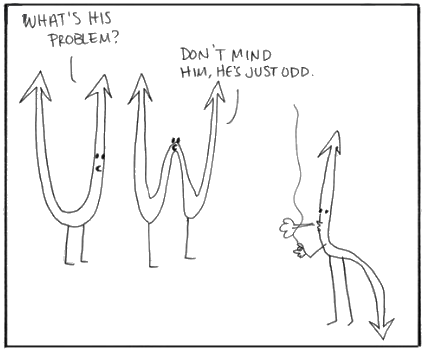 WHAT'S HIS
PROBLEM?
DON'T MIND
HIM, HE'S JUST ODD.